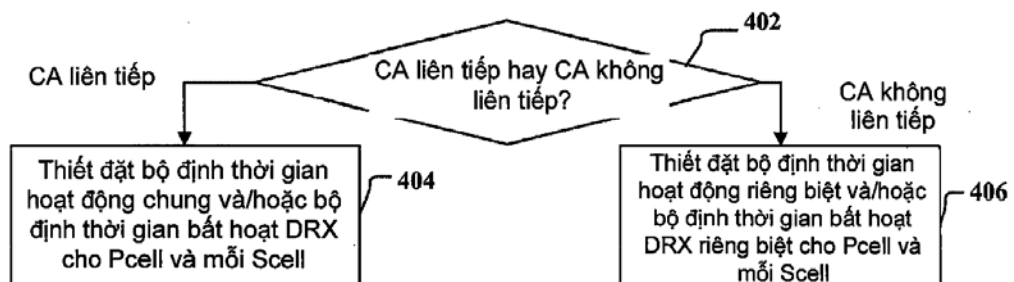 402
CA liên tiếp
CA liên tiếp hay CA không
liên tiếp?
CA không
liên tiếp
Thiết đặt bộ định thời gian
hoạt động chung và/hoặc bộ
định thời gian bất hoạt DRX
cho Pcell và mỗi Scell
404
Thiết đặt bộ định thời gian
hoạt động riêng biệt và/hoặc
bộ định thời gian bất hoạt
DRX riêng biệt cho Pcell và
mỗi Scell
406